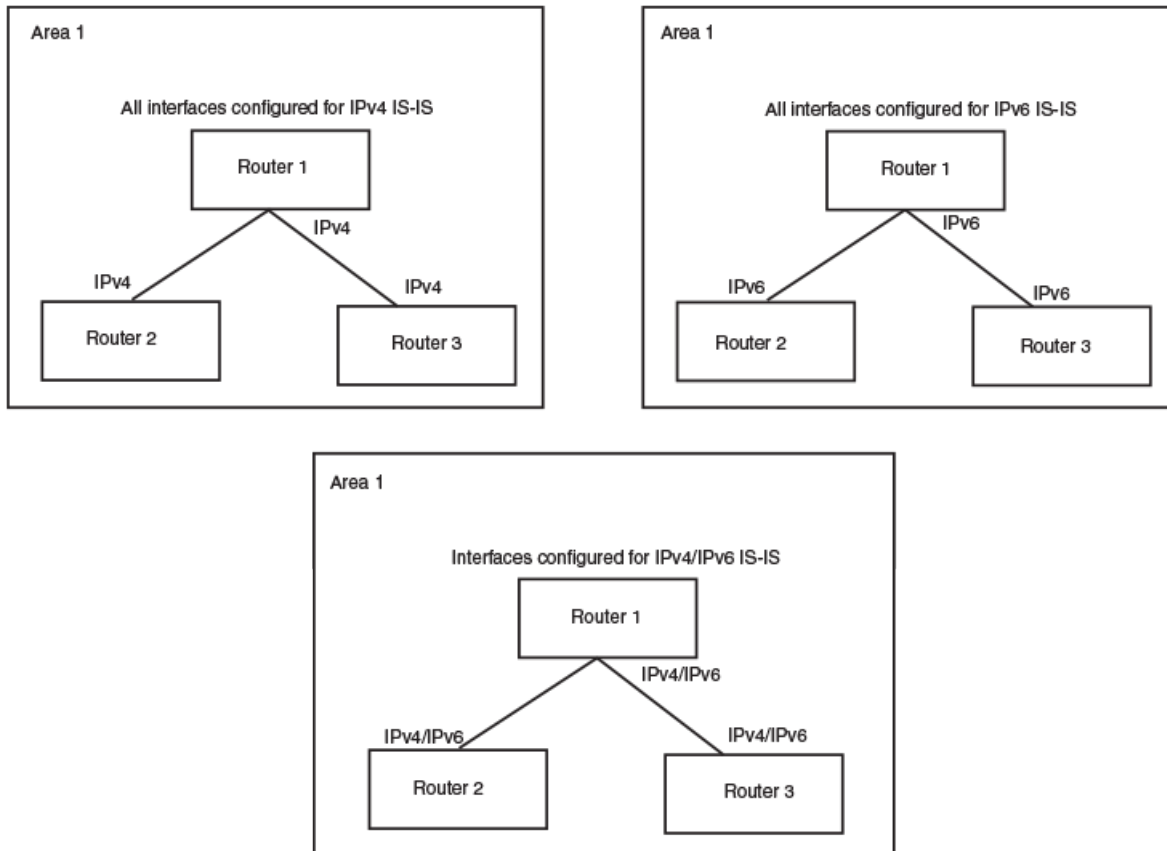 Area 1
All interfaces configured for IPv4 IS-IS
Router 1
IPv4
IPv4
IPv4
Router 2
Router 3
Area 1
All interfaces configured for IPv6 IS-IS
Router 1
IPv6
IPv6
IPv6
Router 2
Router 3
Area 1
Interfaces configured for IPv4/IPv6 IS-IS
Router 1
IPv4/IPv6
IPv4/IPv6
IPv4/IPv6
Router 2
Router 3